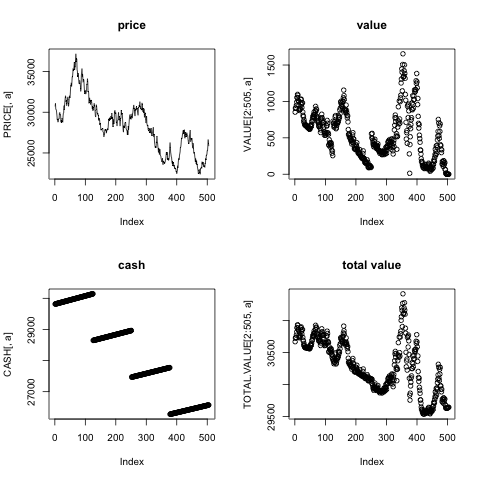 price
PRICE[, a]
25000 30000 35000
0 100 200 300 400 500
Index
value
VALUE[2:505, a]
0 500 1000 1500
0 100 200 300 400 500
Index
cash
CASH[, a]
27000 29000
0 100 200 300 400 500
Index
total value
TOTAL.VALUE[2:505, a]
29500 30500
0 100 200 300 400 500
Index